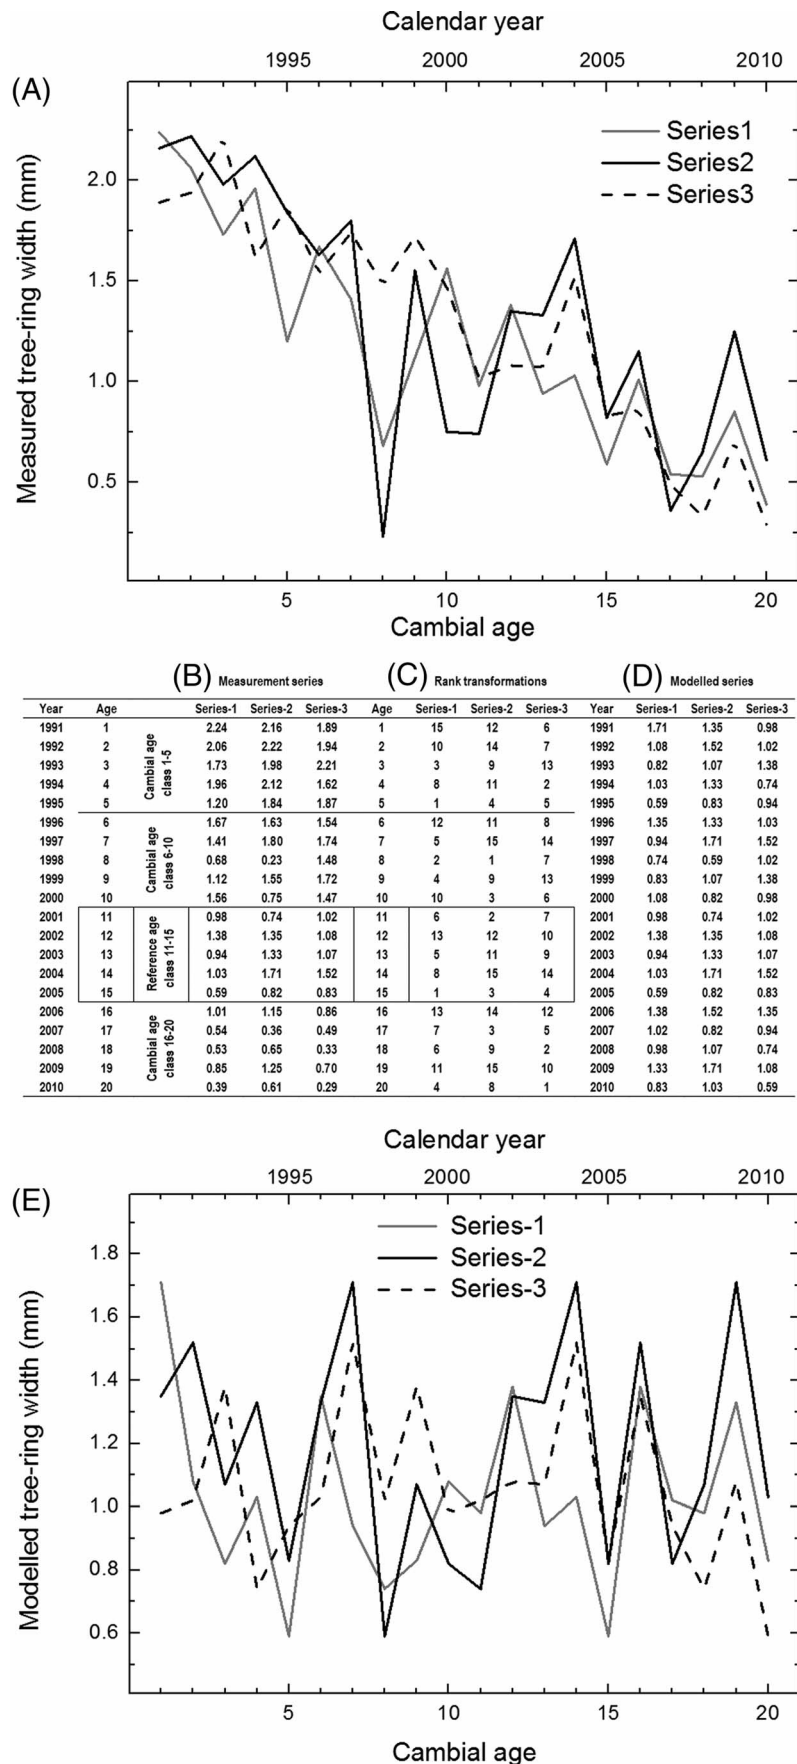 Calendar year
1995 2000 2005 2010
(A)
Series1
Series2
Series3
Measured tree-ring width (mm)
2.0
1.5
1.0
0.5
5 10 15 20
Cambial age
(B) Measurement series (C) Rank transformations (D) Modelled series
Year Age Series-1 Series-2 Series-3 Age Series-1 Series-2 Series-3 Year Series-1 Series-2 Series-3
Cambial age class 1-5
1991 1 2.24 2.16 1.89 1 15 12 6 1991 1.71 1.35 0.98
1992 2 2.06 2.22 1.94 2 10 14 7 1992 1.08 1.52 1.02
1993 3 1.73 1.98 2.21 3 3 9 13 1993 0.82 1.07 1.38
1994 4 1.96 2.12 1.62 4 8 11 2 1994 1.03 1.33 0.74
1995 5 1.20 1.84 1.87 5 1 4 5 1995 0.59 0.83 0.94
Cambial age class 6-10
1996 6 1.67 1.63 1.54 6 12 11 8 1996 1.35 1.33 1.03
1997 7 1.41 1.80 1.74 7 5 15 14 1997 0.94 1.71 1.52
1998 8 0.68 0.23 1.48 8 2 1 7 1998 0.74 0.59 1.02
1999 9 1.12 1.55 1.72 9 4 9 13 1999 0.83 1.07 1.38
2000 10 1.56 0.75 1.47 10 10 3 6 2000 1.08 0.82 0.98
Reference age class 11-15
2001 11 0.98 0.74 1.02 11 6 2 7 2001 0.98 0.74 1.02
2002 12 1.38 1.35 1.08 12 13 12 10 2002 1.38 1.35 1.08
2003 13 0.94 1.33 1.07 13 5 11 9 2003 0.94 1.33 1.07
2004 14 1.03 1.71 1.52 14 8 15 14 2004 1.03 1.71 1.52
2005 15 0.59 0.82 0.83 15 1 3 4 2005 0.59 0.82 0.83
Cambial age class 16-20
2006 16 1.01 1.15 0.86 16 13 14 12 2006 1.38 1.52 1.35
2007 17 0.54 0.36 0.49 17 7 3 5 2007 1.02 0.82 0.94
2008 18 0.53 0.65 0.33 18 6 9 2 2008 0.98 1.07 0.74
2009 19 0.85 1.25 0.70 19 11 15 10 2009 1.33 1.71 1.08
2010 20 0.39 0.61 0.29 20 4 8 1 2010 0.83 1.03 0.59
Calendar year
1995 2000 2005 2010
(E)
Series-1
Series-2
Series-3
Modelled tree-ring width (mm)
1.8
1.6
1.4
1.2
1.0
0.8
0.6
5 10 15 20
Cambial age